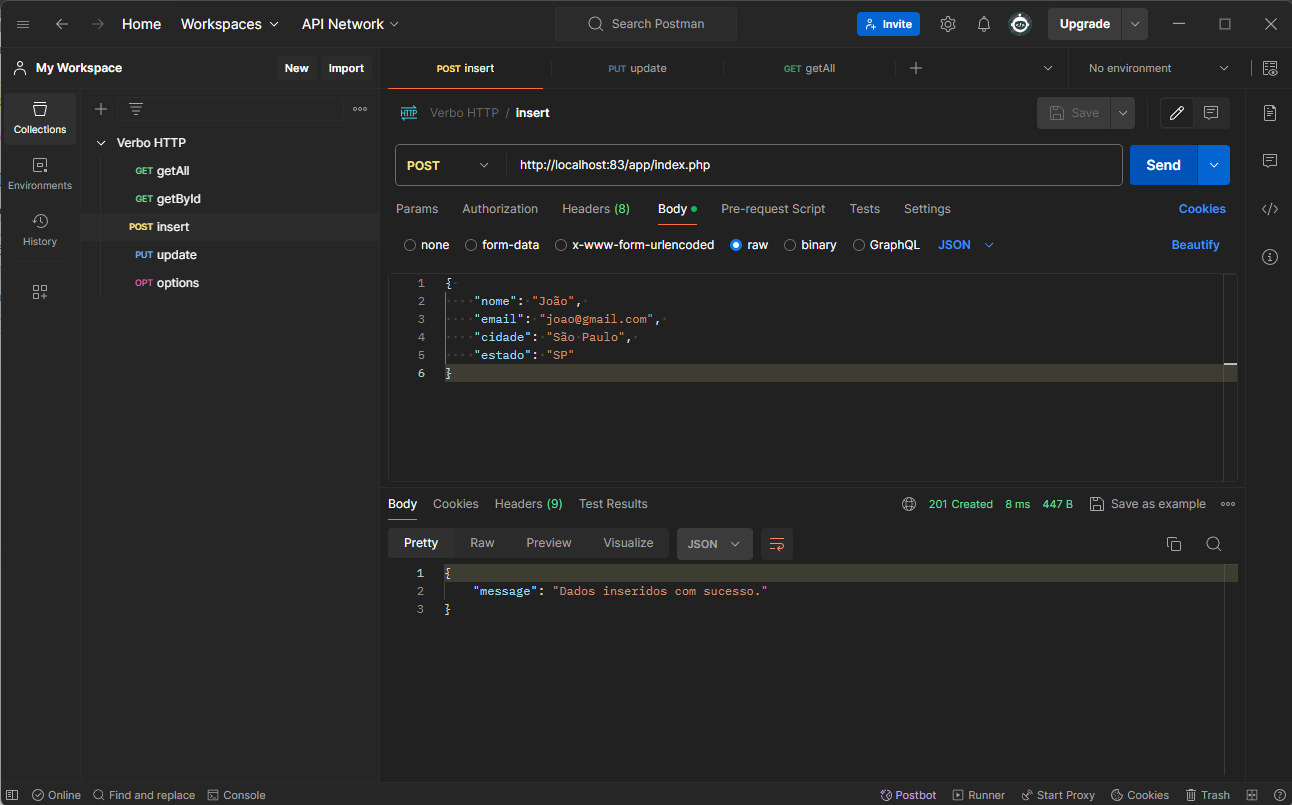 Home Workspaces API Network Search Postman Invite Upgrade
My Workspace New Import POST insert PUT update GET getAll No environment
Collections
Environments
History
Verbo HTTP
GET getAll
GET getById
POST insert
PUT update
OPT options
HTTP Verbo HTTP / insert Save
POST http://localhost:83/app/index.php Send
Params Authorization Headers (8) Body Pre-request Script Tests Settings Cookies
none form-data x-www-form-urlencoded raw binary GraphQL JSON Beautify
1 {
2 "nome": "João",
3 "email": "joao@gmail.com",
4 "cidade": "São Paulo",
5 "estado": "SP"
6 }
Body Cookies Headers (9) Test Results 201 Created 8 ms 447 B Save as example
Pretty Raw Preview Visualize JSON
1 {
2 "message": "Dados inseridos com sucesso."
3 }
Online Find and replace Console Postbot Runner Start Proxy Cookies Trash